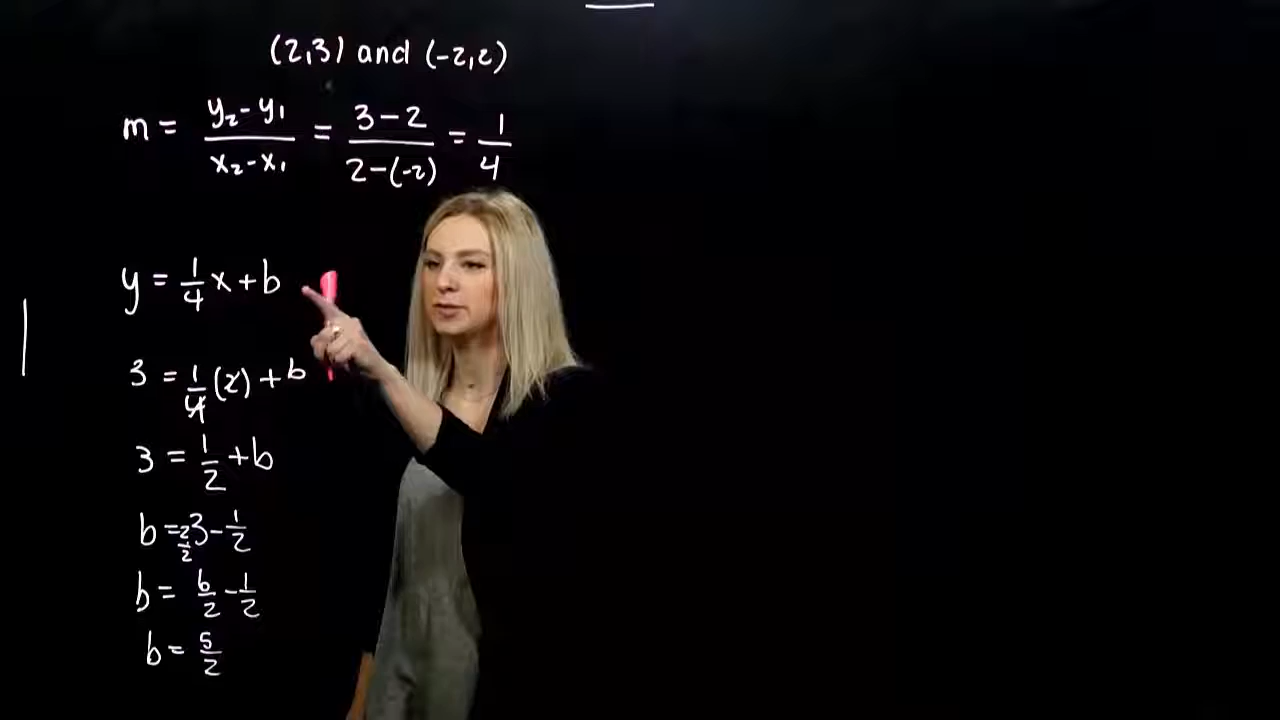 (2,3) and (-2,2)
m = y₂-y₁/x₂-x₁ = 3-2/2-(-2) = 1/4
y = 1/4 x + b
3 = 1/4 (2) + b
3 = 1/2 + b
b = 2/2 3 - 1/2
b = 6/2 - 1/2
b = 5/2